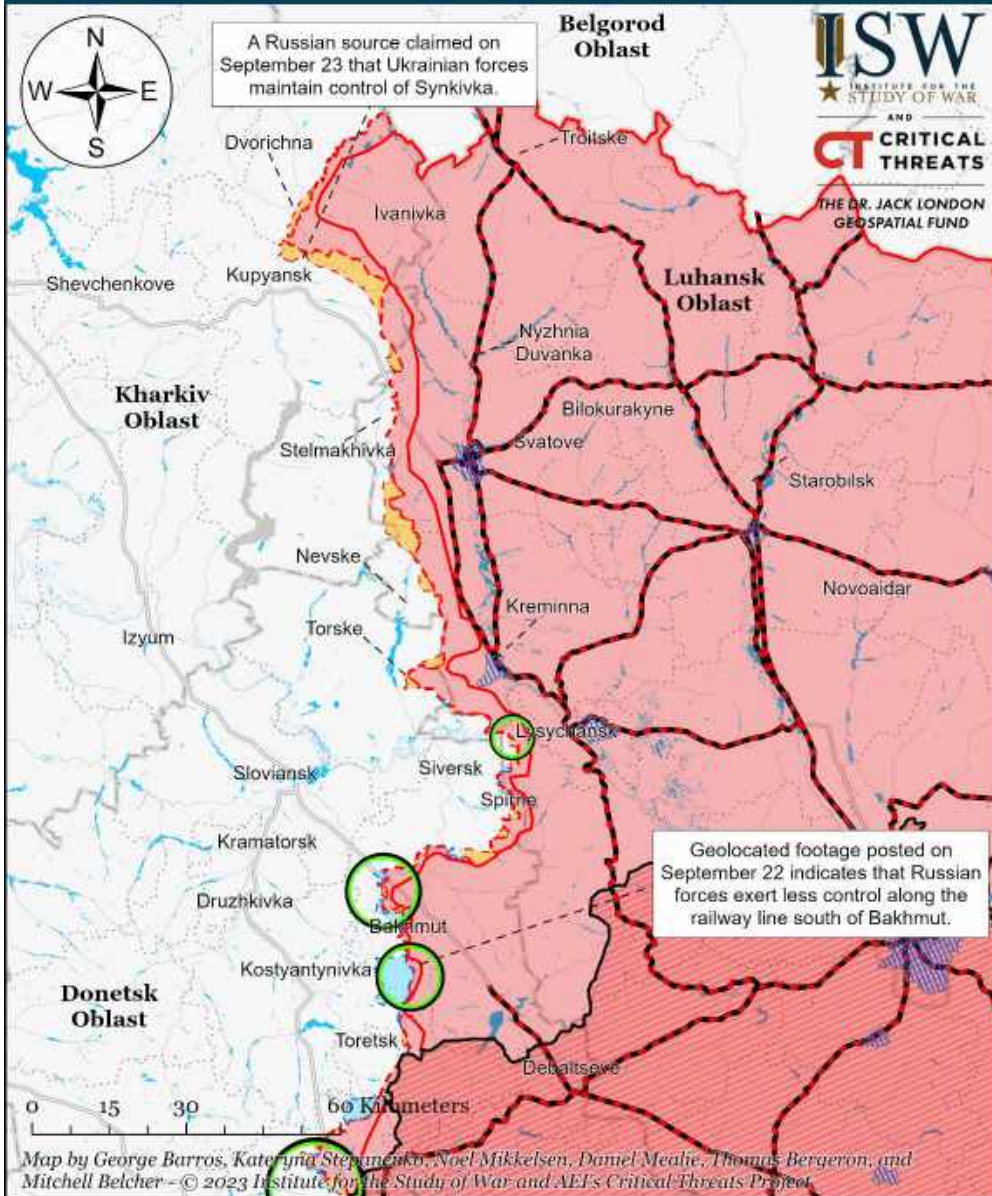 N
W E
S
A Russian source claimed on
September 23 that Ukrainian forces
maintain control of Synkivka.
Belgorod
Oblast
ISW
INSTITUTE FOR THE
STUDY OF WAR
AND
CT CRITICAL
THREATS
THE DR. JACK LONDON
GEOSPATIAL FUND
Dvorichna
Troitske
Ivanivka
Shevchenkove
Kupyansk
Luhansk
Oblast
Nyzhnia
Duvanka
Kharkiv
Oblast
Bilokurakyne
Stelmakhivka
Svatove
Starobilsk
Nevske
Novoaidar
Kreminna
Torske
Izyum
Lysychansk
Sloviansk
Siversk
Spirne
Kramatorsk
Geolocated footage posted on
September 22 indicates that Russian
forces exert less control along the
railway line south of Bakhmut.
Druzhkivka
Bakhmut
Kostyantynivka
Donetsk
Oblast
Toretsk
Debaltseve
0 15 30 60 Kilometers
Map by George Barros, Kateryna Stepanenko, Noel Mikkelsen, Daniel Mealie, Thomas Bergeron, and
Mitchell Belcher - © 2023 Institute for the Study of War and AEI's Critical Threats Project